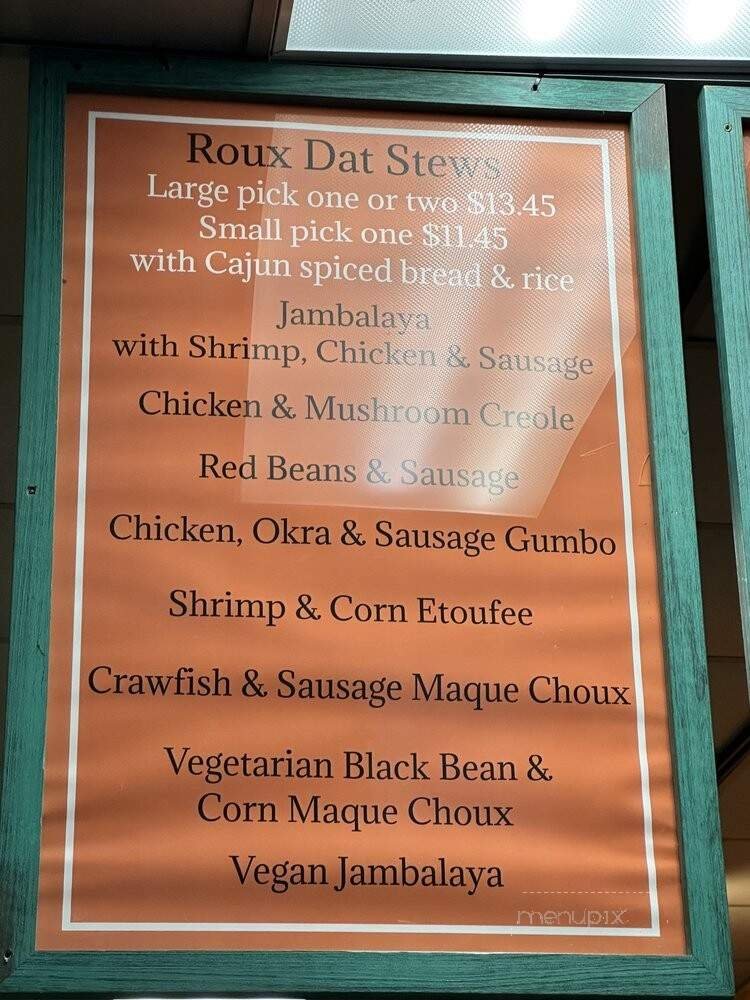 Roux Dat Stews
Large pick one or two $13.45
Small pick one $11.45
with Cajun spiced bread & rice
Jambalaya
with Shrimp, Chicken & Sausage
Chicken & Mushroom Creole
Red Beans & Sausage
Chicken, Okra & Sausage Gumbo
Shrimp & Corn Etoufee
Crawfish & Sausage Maque Choux
Vegetarian Black Bean &
Corn Maque Choux
Vegan Jambalaya
menupix